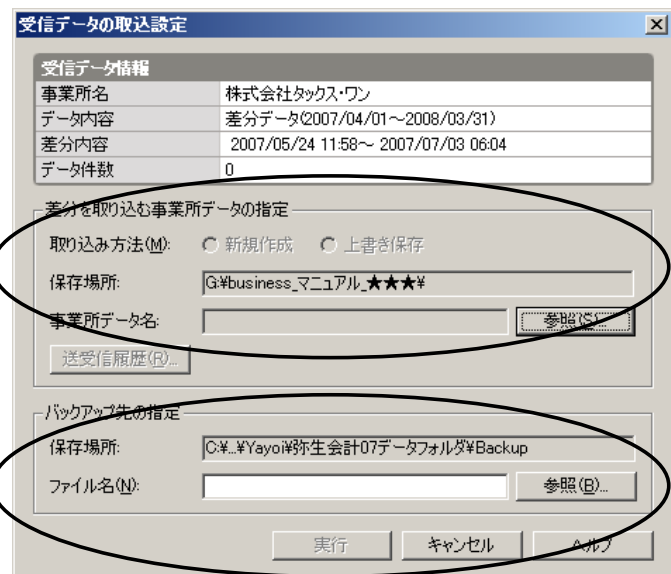 受信データの取込設定
受信データ情報
事業所名 株式会社タックス・ワン
データ内容 差分データ(2007/04/01～2008/03/31)
差分内容 2007/05/24 11:58～ 2007/07/03 06:04
データ件数 0
差分を取り込む事業所データの指定
取り込み方法(M): 新規作成 上書き保存
保存場所: G:¥business_マニュアル_★★★¥
事業所データ名: 参照(S)...
送受信履歴(R)...
バックアップ先の指定
保存場所: C:¥...¥Yayoi¥弥生会計07データフォルダ¥Backup
ファイル名(N): 参照(B)...
実行 キャンセル ヘルプ